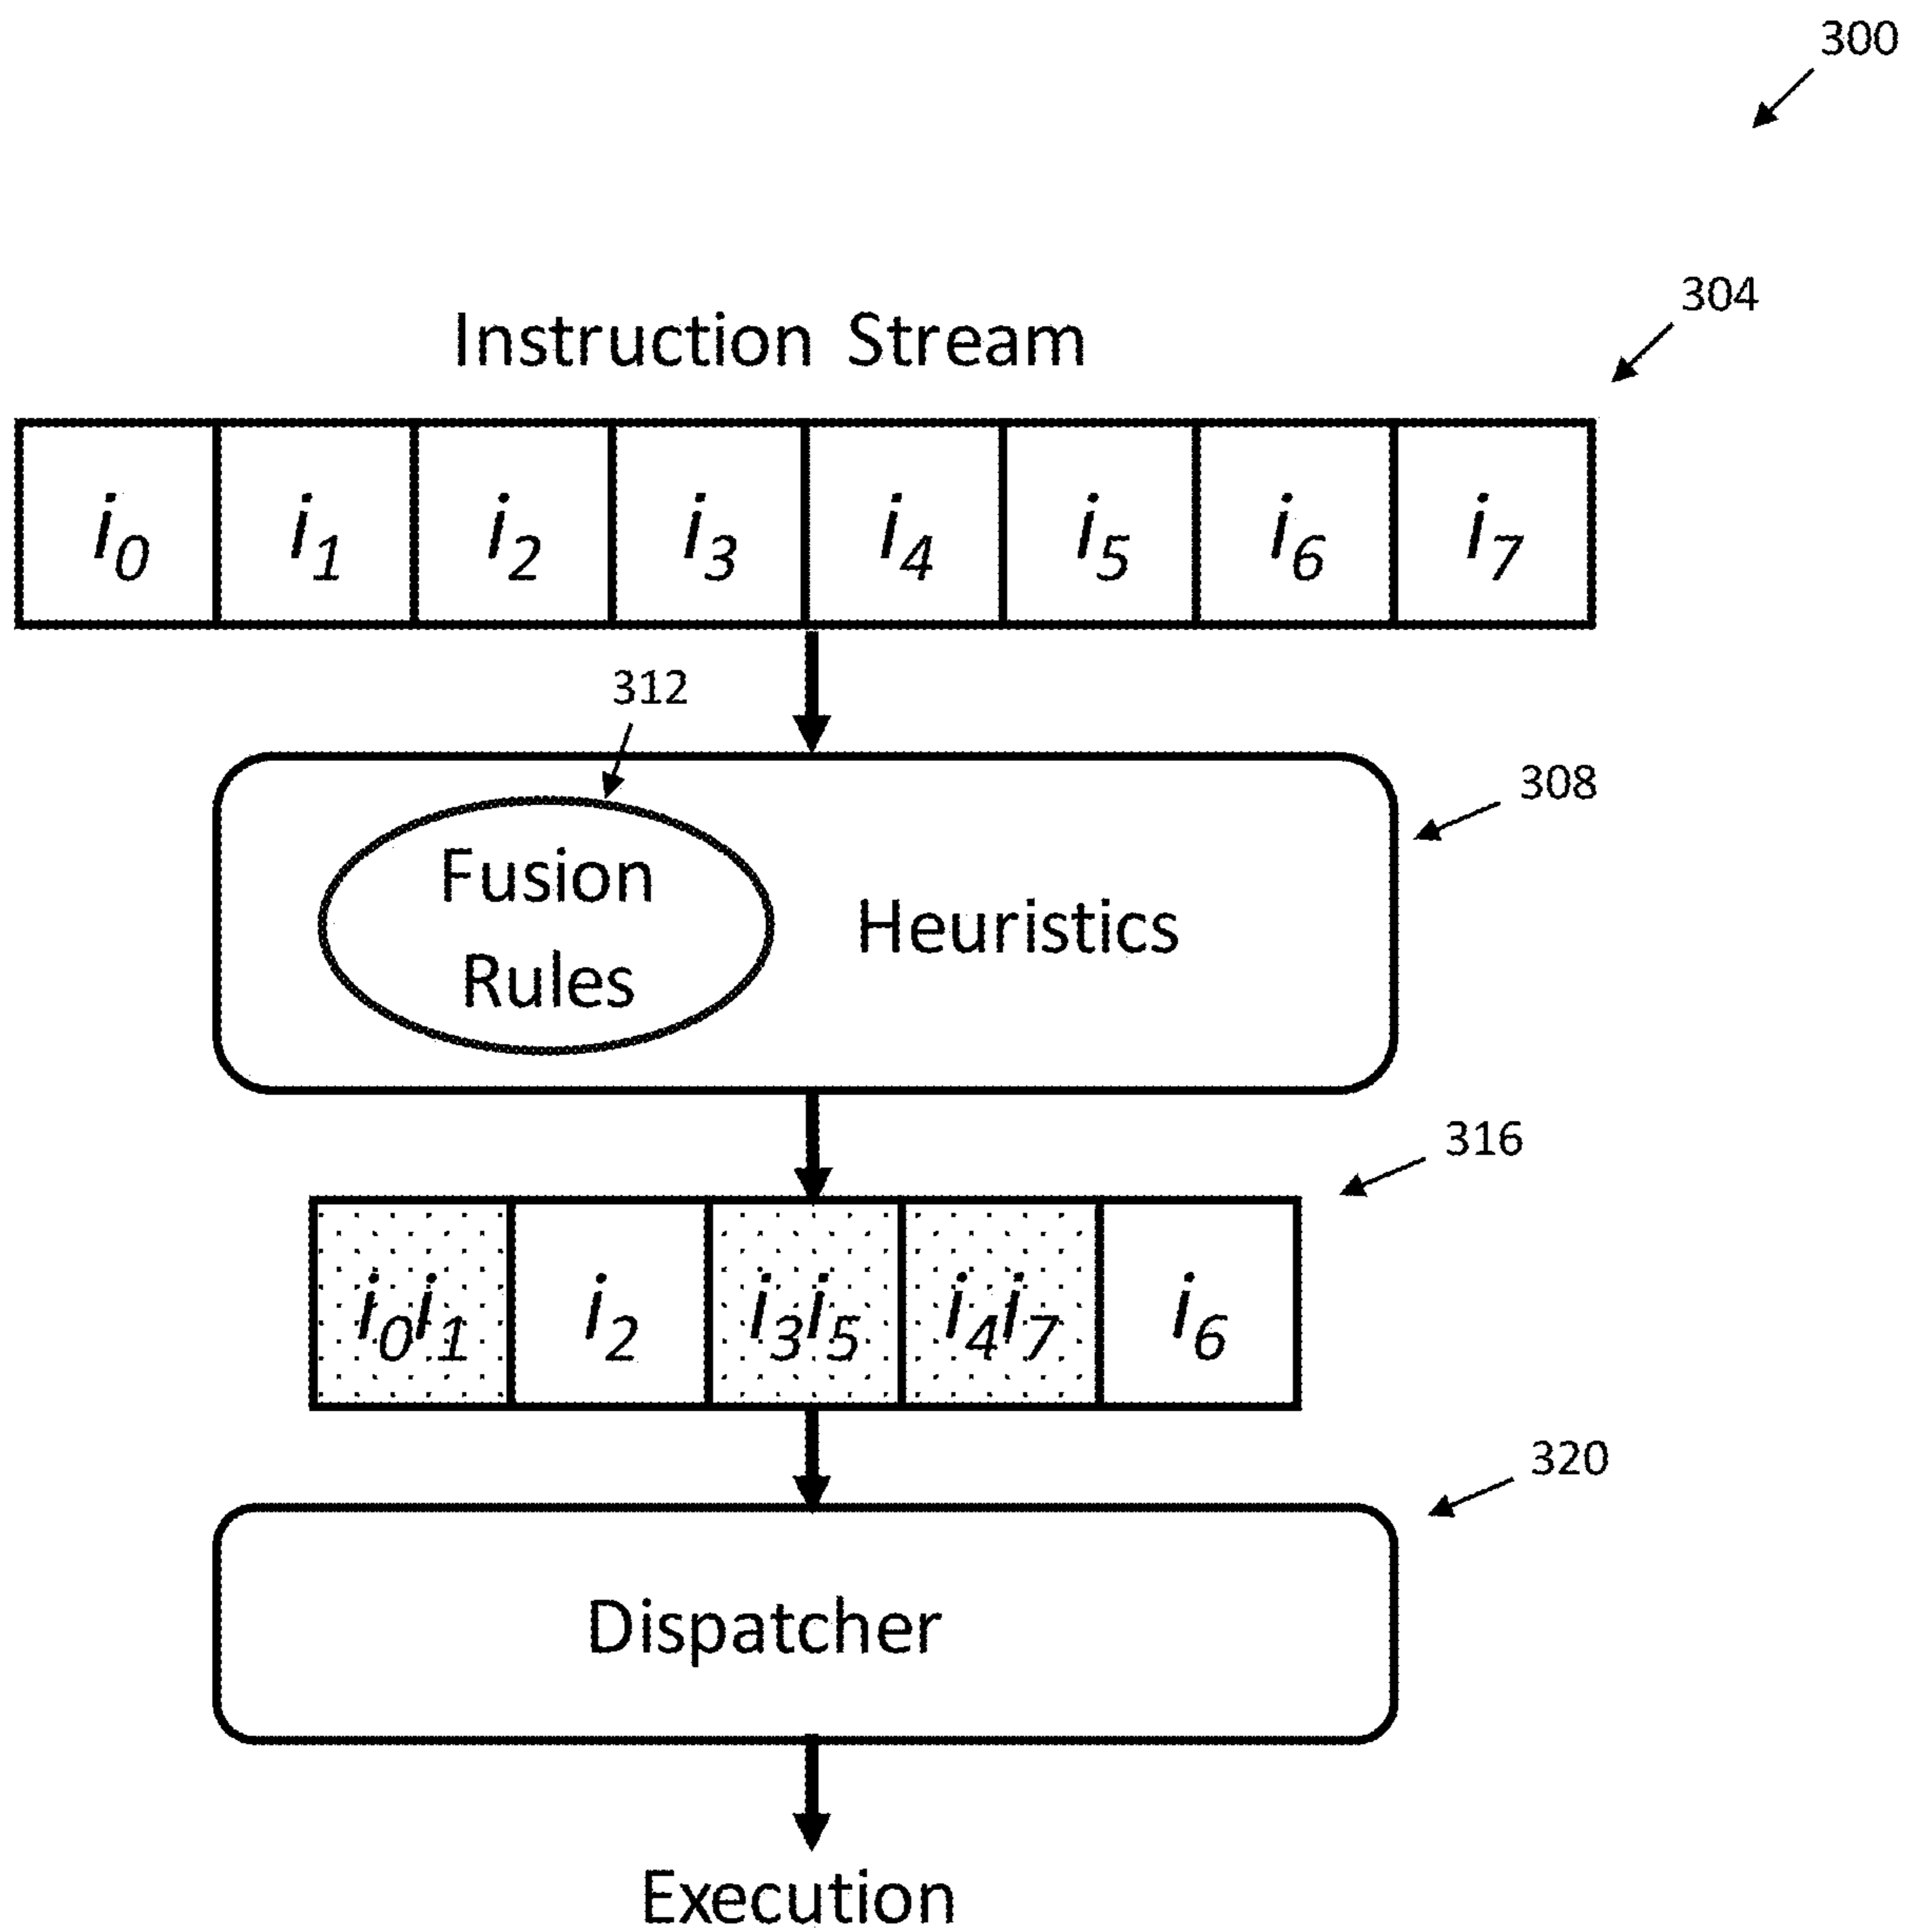 300
304
Instruction Stream
i0 i1 i2 i3 i4 i5 i6 i7
312
308
Fusion
Rules
Heuristics
316
i0i1 i2 i3i5 i4i7 i6
320
Dispatcher
Execution